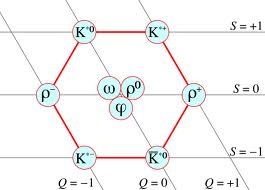 K*0 K*+ S = +1
ω ρ0
ρ− ρ+ S = 0
φ
K*− K̅*0 S = −1
Q = −1 Q = 0 Q = +1